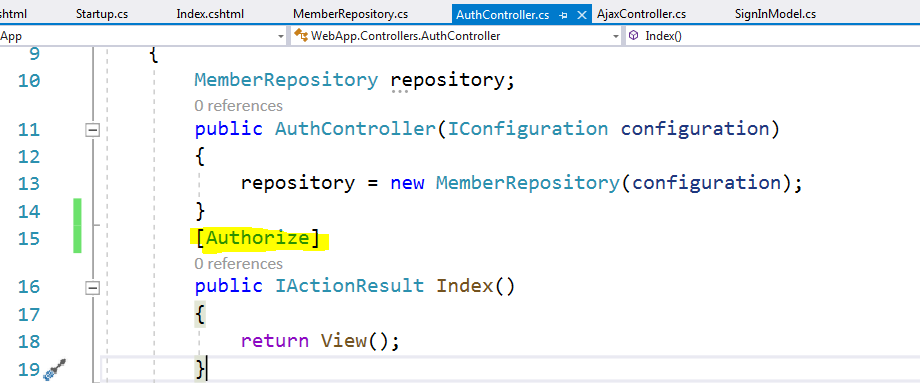 shtml Startup.cs Index.cshtml MemberRepository.cs AuthController.cs AjaxController.cs SignInModel.cs
App WebApp.Controllers.AuthController Index()
9 {
10 MemberRepository repository;
0 references
11 public AuthController(IConfiguration configuration)
12 {
13 repository = new MemberRepository(configuration);
14 }
15 [Authorize]
0 references
16 public IActionResult Index()
17 {
18 return View();
19 }